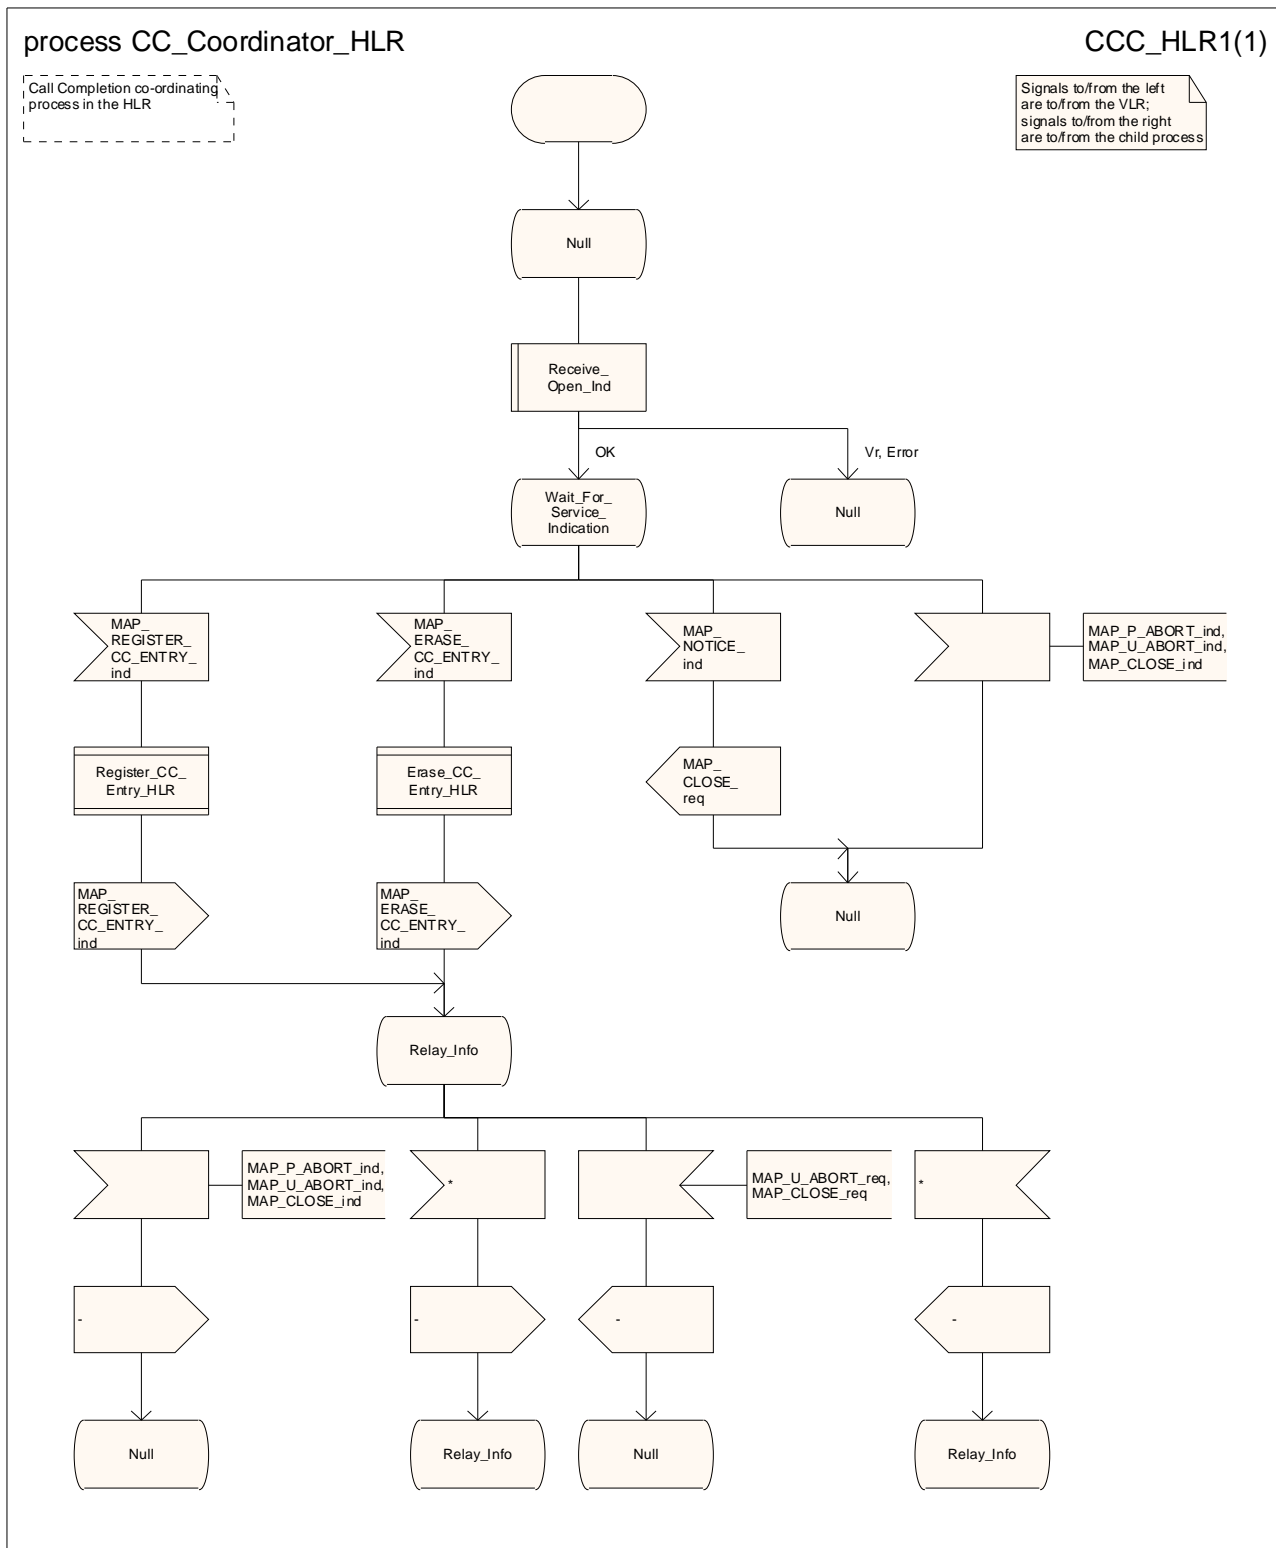 process CC_Coordinator_HLR
CCC_HLR1(1)
Call Completion co-ordinating
process in the HLR
Signals to/from the left
are to/from the VLR;
signals to/from the right
are to/from the child process
Null
Receive_
Open_Ind
OK
Vr, Error
Wait_For_
Service_
Indication
Null
MAP_
REGISTER_
CC_ENTRY_
ind
MAP_
ERASE_
CC_ENTRY_
ind
MAP_
NOTICE_
ind
MAP_P_ABORT_ind,
MAP_U_ABORT_ind,
MAP_CLOSE_ind
Register_CC_
Entry_HLR
Erase_CC_
Entry_HLR
MAP_
CLOSE_
req
MAP_
REGISTER_
CC_ENTRY_
ind
MAP_
ERASE_
CC_ENTRY_
ind
Null
Relay_Info
MAP_P_ABORT_ind,
MAP_U_ABORT_ind,
MAP_CLOSE_ind
*
MAP_U_ABORT_req,
MAP_CLOSE_req
*
-
-
-
-
Null
Relay_Info
Null
Relay_Info